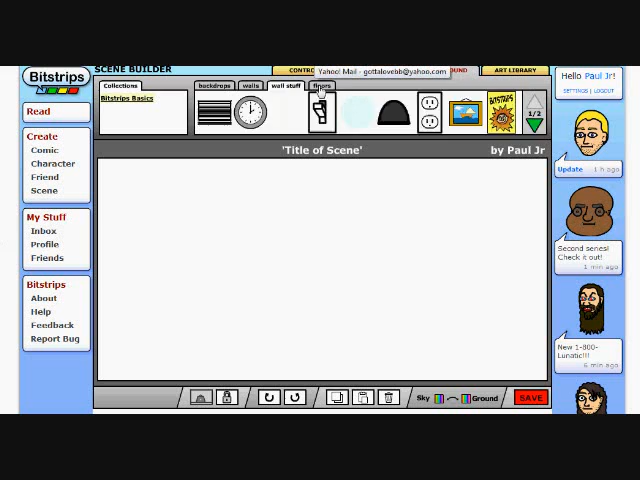 SCENE BUILDER
Bitstrips
Yahoo! Mail - gottalovebb@yahoo.com
ART LIBRARY
Collections
backdrops
walls
wall stuff
floors
Bitstrips Basics
BITSTRIPS
1/2
Hello Paul Jr!
SETTINGS | LOGOUT
Read
Create
Comic
Character
Friend
Scene
My Stuff
Inbox
Profile
Friends
Bitstrips
About
Help
Feedback
Report Bug
'Title of Scene'
by Paul Jr
Update 1 h ago
Second series!
Check it out!
1 min ago
New 1-800-
Lunatic!!!
6 min ago
Sky
Ground
SAVE